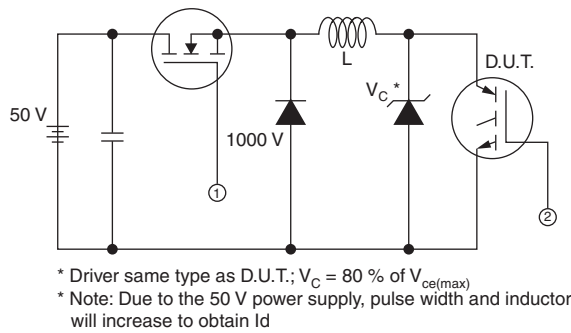 D.U.T.
L
V_C *
50 V
1000 V
①
②
* Driver same type as D.U.T.; V_C = 80 % of V_ce(max)
* Note: Due to the 50 V power supply, pulse width and inductor
will increase to obtain Id